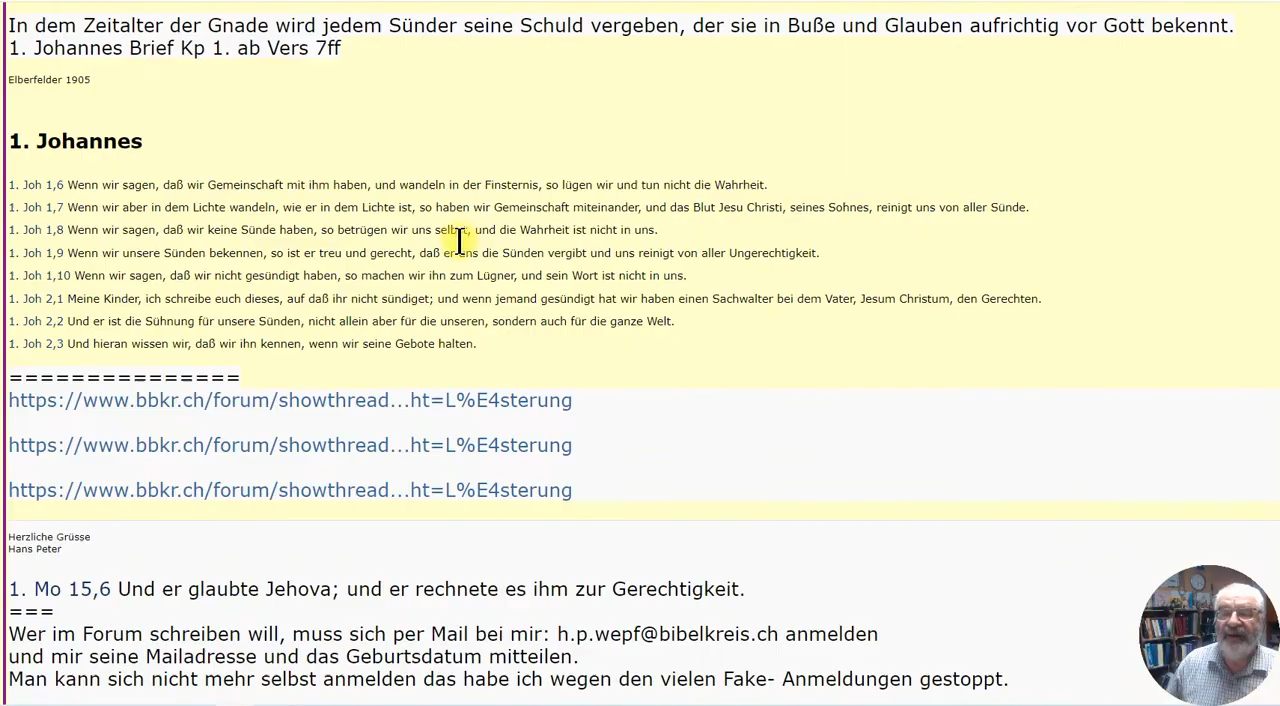 In dem Zeitalter der Gnade wird jedem Sünder seine Schuld vergeben, der sie in Buße und Glauben aufrichtig vor Gott bekennt.
1. Johannes Brief Kp 1. ab Vers 7ff
Elberfelder 1905
1. Johannes
1. Joh 1,6 Wenn wir sagen, daß wir Gemeinschaft mit ihm haben, und wandeln in der Finsternis, so lügen wir und tun nicht die Wahrheit.
1. Joh 1,7 Wenn wir aber in dem Lichte wandeln, wie er in dem Lichte ist, so haben wir Gemeinschaft miteinander, und das Blut Jesu Christi, seines Sohnes, reinigt uns von aller Sünde.
1. Joh 1,8 Wenn wir sagen, daß wir keine Sünde haben, so betrügen wir uns selbst, und die Wahrheit ist nicht in uns.
1. Joh 1,9 Wenn wir unsere Sünden bekennen, so ist er treu und gerecht, daß er uns die Sünden vergibt und uns reinigt von aller Ungerechtigkeit.
1. Joh 1,10 Wenn wir sagen, daß wir nicht gesündigt haben, so machen wir ihn zum Lügner, und sein Wort ist nicht in uns.
1. Joh 2,1 Meine Kinder, ich schreibe euch dieses, auf daß ihr nicht sündiget; und wenn jemand gesündigt hat wir haben einen Sachwalter bei dem Vater, Jesum Christum, den Gerechten.
1. Joh 2,2 Und er ist die Sühnung für unsere Sünden, nicht allein aber für die unseren, sondern auch für die ganze Welt.
1. Joh 2,3 Und hieran wissen wir, daß wir ihn kennen, wenn wir seine Gebote halten.
===============
https://www.bbkr.ch/forum/showthread...ht=L%E4sterung
https://www.bbkr.ch/forum/showthread...ht=L%E4sterung
https://www.bbkr.ch/forum/showthread...ht=L%E4sterung
Herzliche Grüsse
Hans Peter
1. Mo 15,6 Und er glaubte Jehova; und er rechnete es ihm zur Gerechtigkeit.
===
Wer im Forum schreiben will, muss sich per Mail bei mir: h.p.wepf@bibelkreis.ch anmelden
und mir seine Mailadresse und das Geburtsdatum mitteilen.
Man kann sich nicht mehr selbst anmelden das habe ich wegen den vielen Fake- Anmeldungen gestoppt.